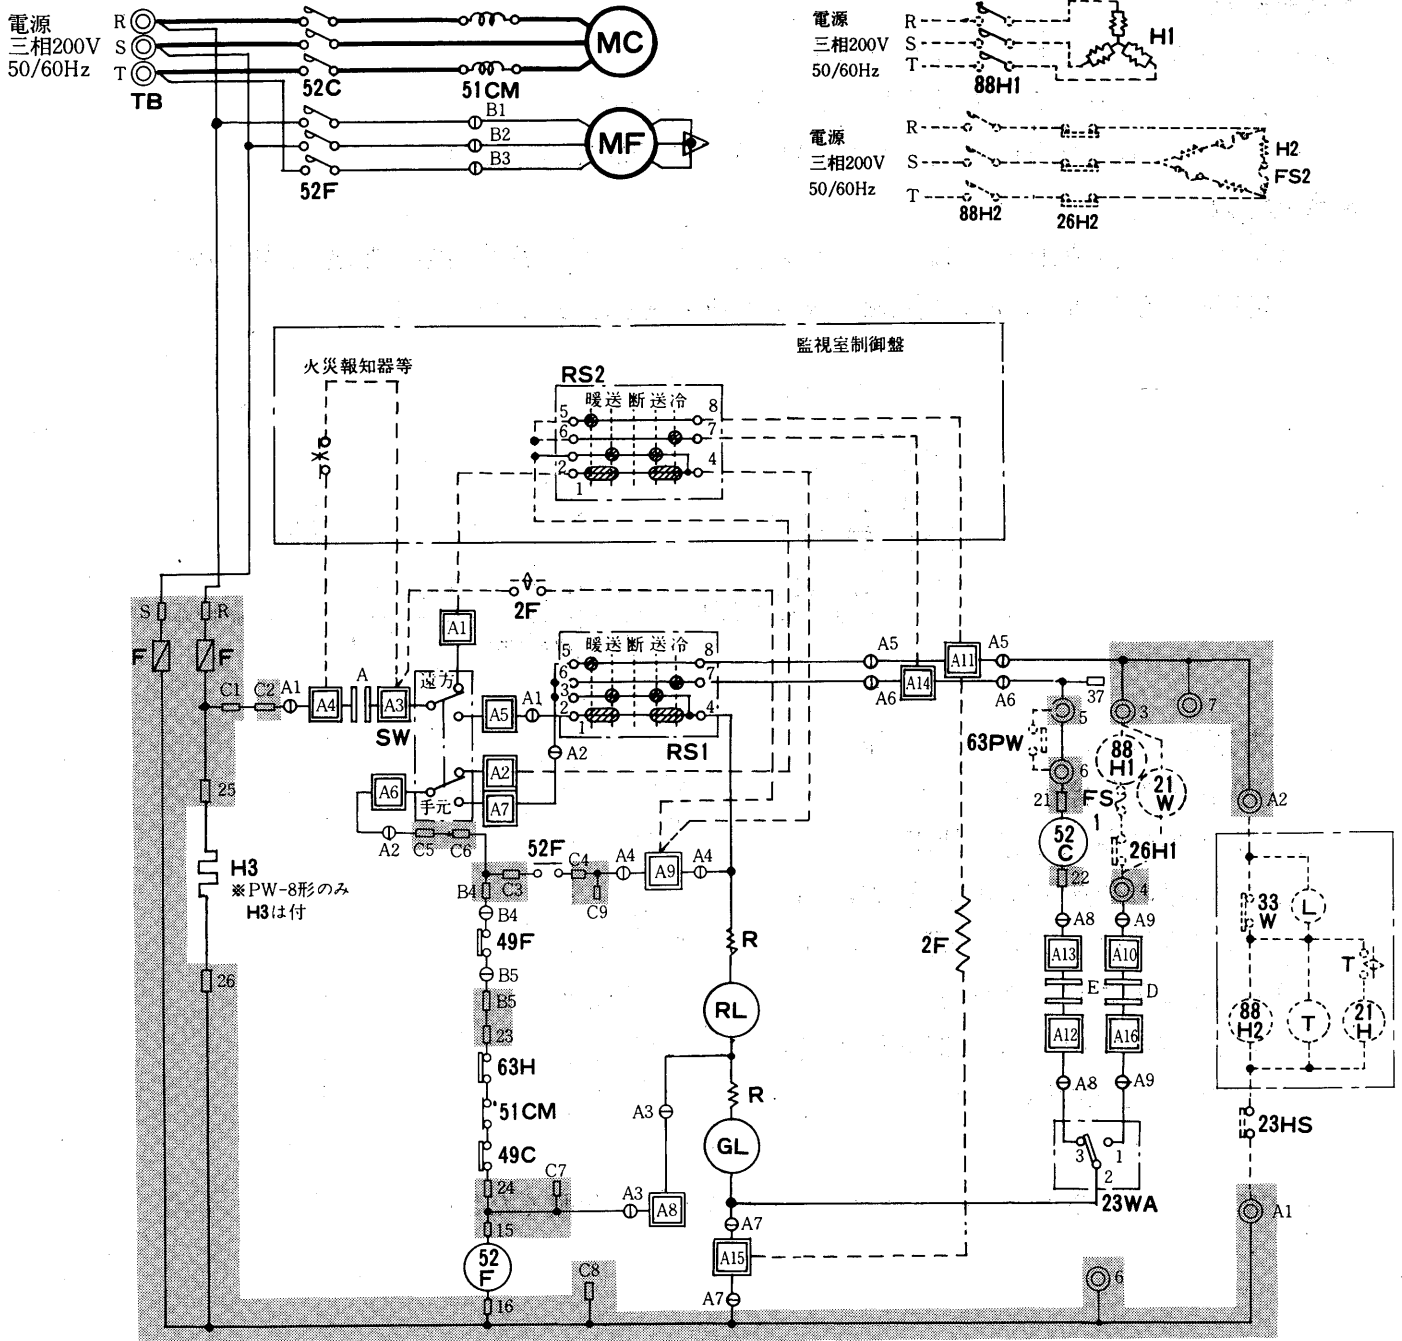 電源
三相200V
50/60Hz
R
S
T
TB
52C
51CM
MC
B1
B2
B3
52F
MF
電源
三相200V
50/60Hz
R
S
T
88H1
H1
電源
三相200V
50/60Hz
R
S
T
88H2
26H2
H2
FS2
監視室制御盤
火災報知器等
RS2
暖送断送冷
5
6
2
1
8
7
4
2F
S
R
F
F
C1
C2
A1
A4
A
A3
SW
A1
遠方
手元
A5
A1
A2
A7
A2
A6
A2
C5
C6
暖送断送冷
5
6
3
2
1
8
7
4
RS1
A5
A6
A14
A11
A5
A6
37
5
63PW
6
21
52
C
22
3
88
H1
21
W
FS
1
26H1
4
7
A2
25
H3
※PW-8形のみ
H3は付
26
52F
B4
C3
C4
C9
A4
A9
A4
B4
49F
B5
B5
23
63H
51CM
49C
24
C7
15
52
F
16
C8
A3
A3
A8
R
RL
R
GL
A7
A15
A7
2F
A8
A9
A13
A10
E
D
A12
A16
A8
A9
3
1
2
23WA
6
33
W
L
T
88
H2
T
21
H
23HS
A1